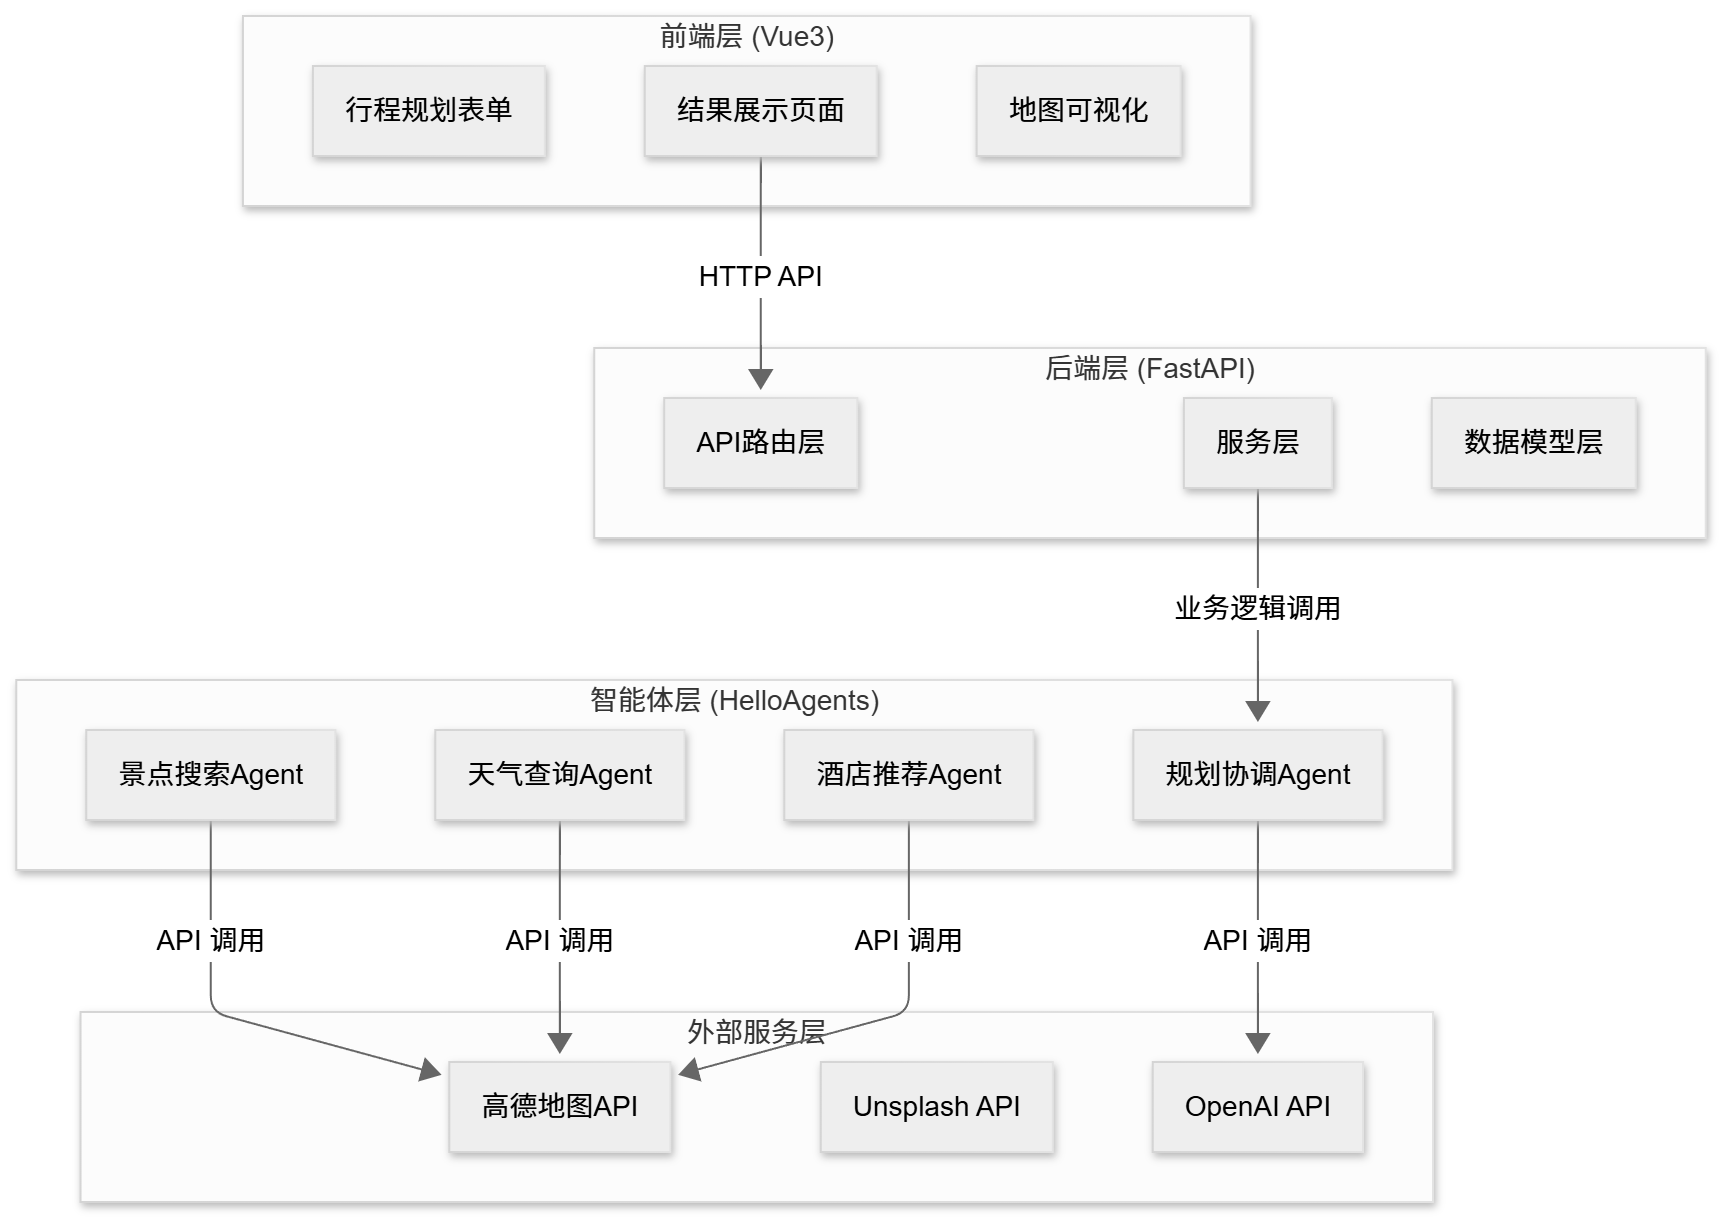 前端层 (Vue3)
行程规划表单
结果展示页面
地图可视化
HTTP API
后端层 (FastAPI)
API路由层
服务层
数据模型层
业务逻辑调用
智能体层 (HelloAgents)
景点搜索Agent
天气查询Agent
酒店推荐Agent
规划协调Agent
API 调用
API 调用
API 调用
API 调用
外部服务层
高德地图API
Unsplash API
OpenAI API